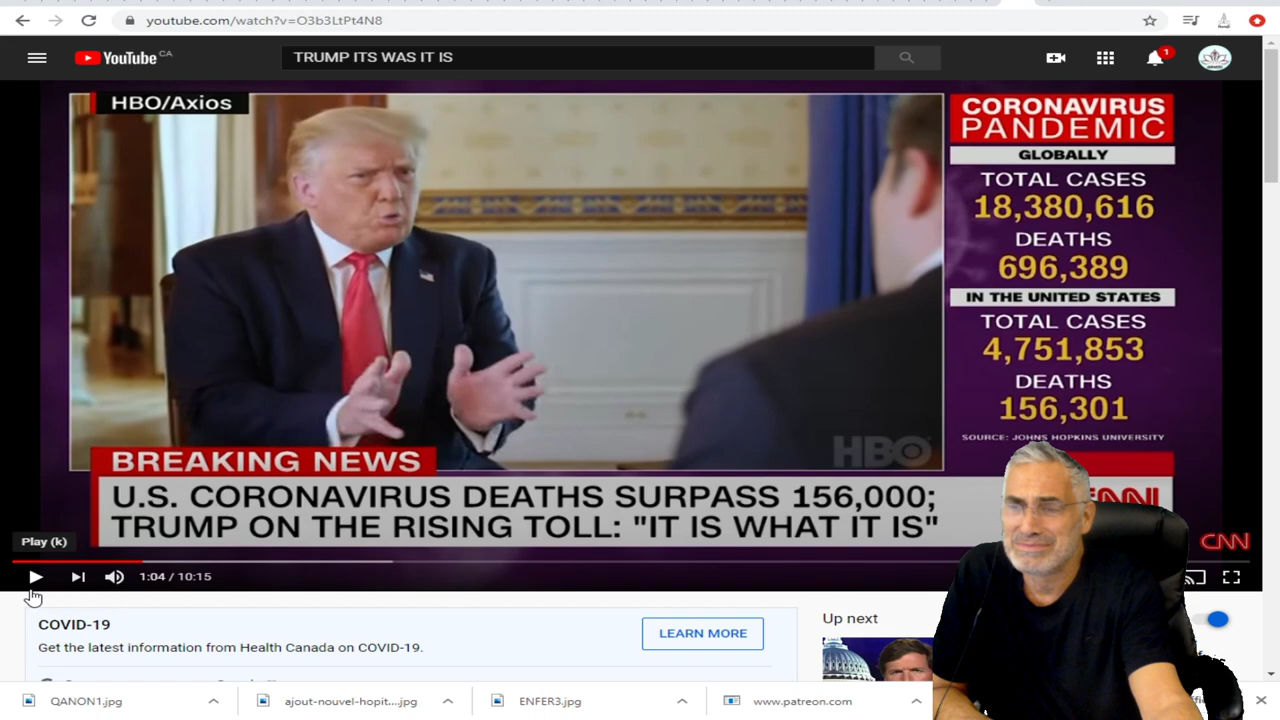 youtube.com/watch?v=O3b3LtPt4N8
YouTube CA
TRUMP ITS WAS IT IS
1
HBO/Axios
CORONAVIRUS
PANDEMIC
GLOBALLY
TOTAL CASES
18,380,616
DEATHS
696,389
IN THE UNITED STATES
TOTAL CASES
4,751,853
DEATHS
156,301
SOURCE: JOHNS HOPKINS UNIVERSITY
HBO
BREAKING NEWS
U.S. CORONAVIRUS DEATHS SURPASS 156,000;
TRUMP ON THE RISING TOLL: "IT IS WHAT IT IS"
CNN
CNN
Play (k)
1:04 / 10:15
COVID-19
Get the latest information from Health Canada on COVID-19.
LEARN MORE
Up next
QANON1.jpg
ajout-nouvel-hopit....jpg
ENFER3.jpg
www.patreon.com